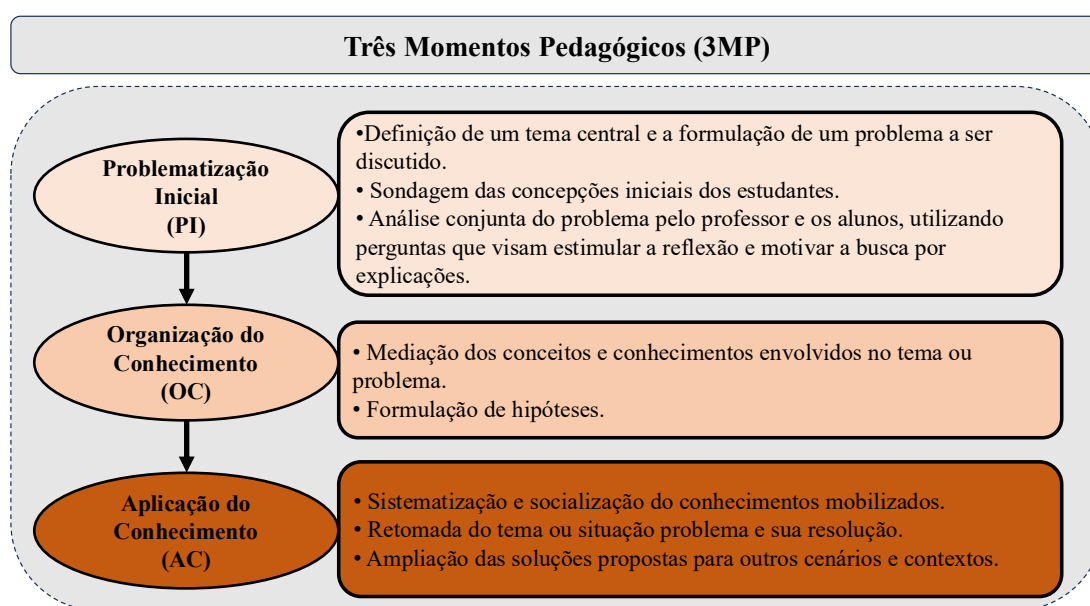 Três Momentos Pedagógicos (3MP)
Problematização
Inicial
(PI)
•Definição de um tema central e a formulação de um problema a ser
discutido.
• Sondagem das concepções iniciais dos estudantes.
• Análise conjunta do problema pelo professor e os alunos, utilizando
perguntas que visam estimular a reflexão e motivar a busca por
explicações.
Organização do
Conhecimento
(OC)
• Mediação dos conceitos e conhecimentos envolvidos no tema ou
problema.
• Formulação de hipóteses.
Aplicação do
Conhecimento
(AC)
• Sistematização e socialização do conhecimentos mobilizados.
• Retomada do tema ou situação problema e sua resolução.
• Ampliação das soluções propostas para outros cenários e contextos.